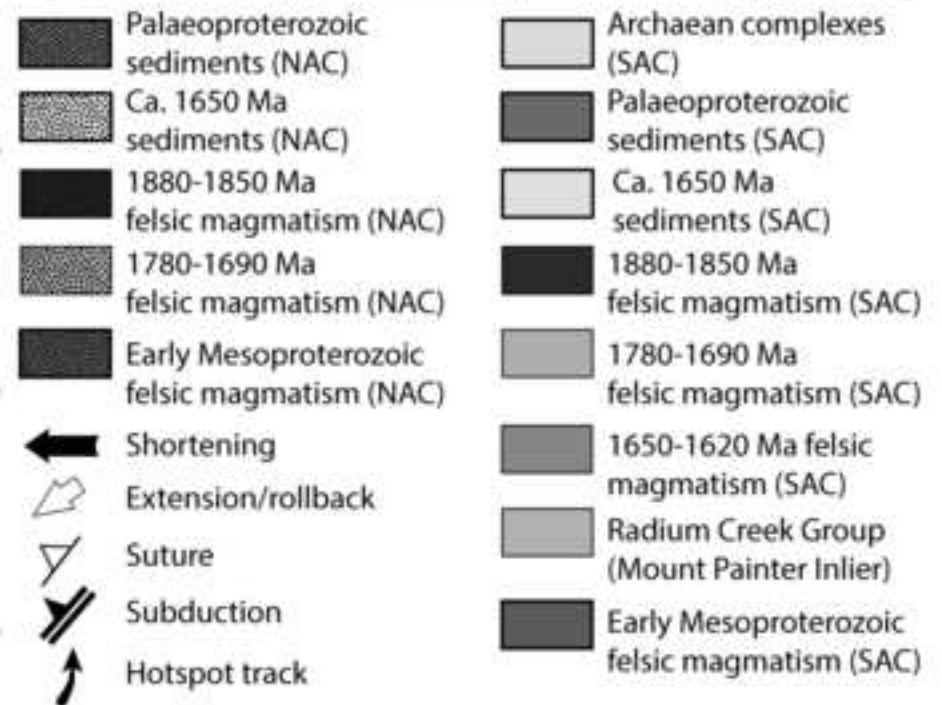 Palaeoproterozoic
sediments (NAC)
Ca. 1650 Ma
sediments (NAC)
1880-1850 Ma
felsic magmatism (NAC)
1780-1690 Ma
felsic magmatism (NAC)
Early Mesoproterozoic
felsic magmatism (NAC)
Shortening
Extension/rollback
Suture
Subduction
Hotspot track
Archaean complexes
(SAC)
Palaeoproterozoic
sediments (SAC)
Ca. 1650 Ma
sediments (SAC)
1880-1850 Ma
felsic magmatism (SAC)
1780-1690 Ma
felsic magmatism (SAC)
1650-1620 Ma felsic
magmatism (SAC)
Radium Creek Group
(Mount Painter Inlier)
Early Mesoproterozoic
felsic magmatism (SAC)